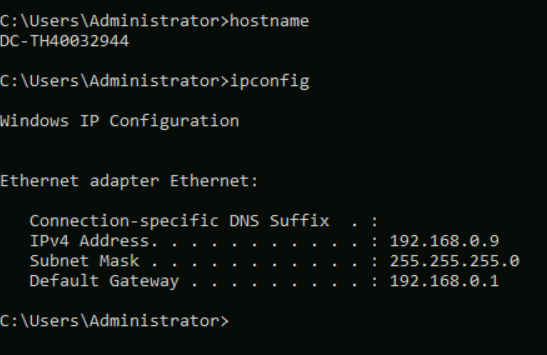 C:\Users\Administrator>hostname
DC-TH40032944
C:\Users\Administrator>ipconfig
Windows IP Configuration
Ethernet adapter Ethernet:
   Connection-specific DNS Suffix  . :
   IPv4 Address. . . . . . . . . . . : 192.168.0.9
   Subnet Mask . . . . . . . . . . . : 255.255.255.0
   Default Gateway . . . . . . . . . : 192.168.0.1
C:\Users\Administrator>